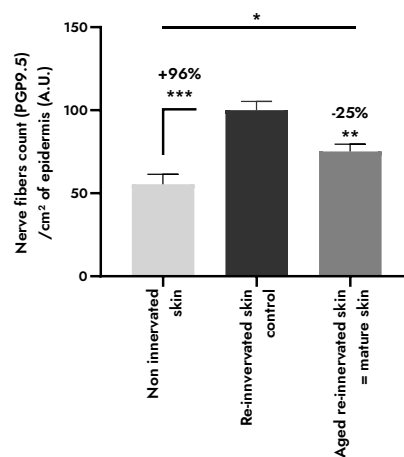 *
+96%
***
-25%
**
Nerve fibers count (PGP9.5)
/cm² of epidermis (A.U.)
150
100
50
0
Non innervated
skin
Re-innvervated skin
control
Aged re-innervated skin
= mature skin